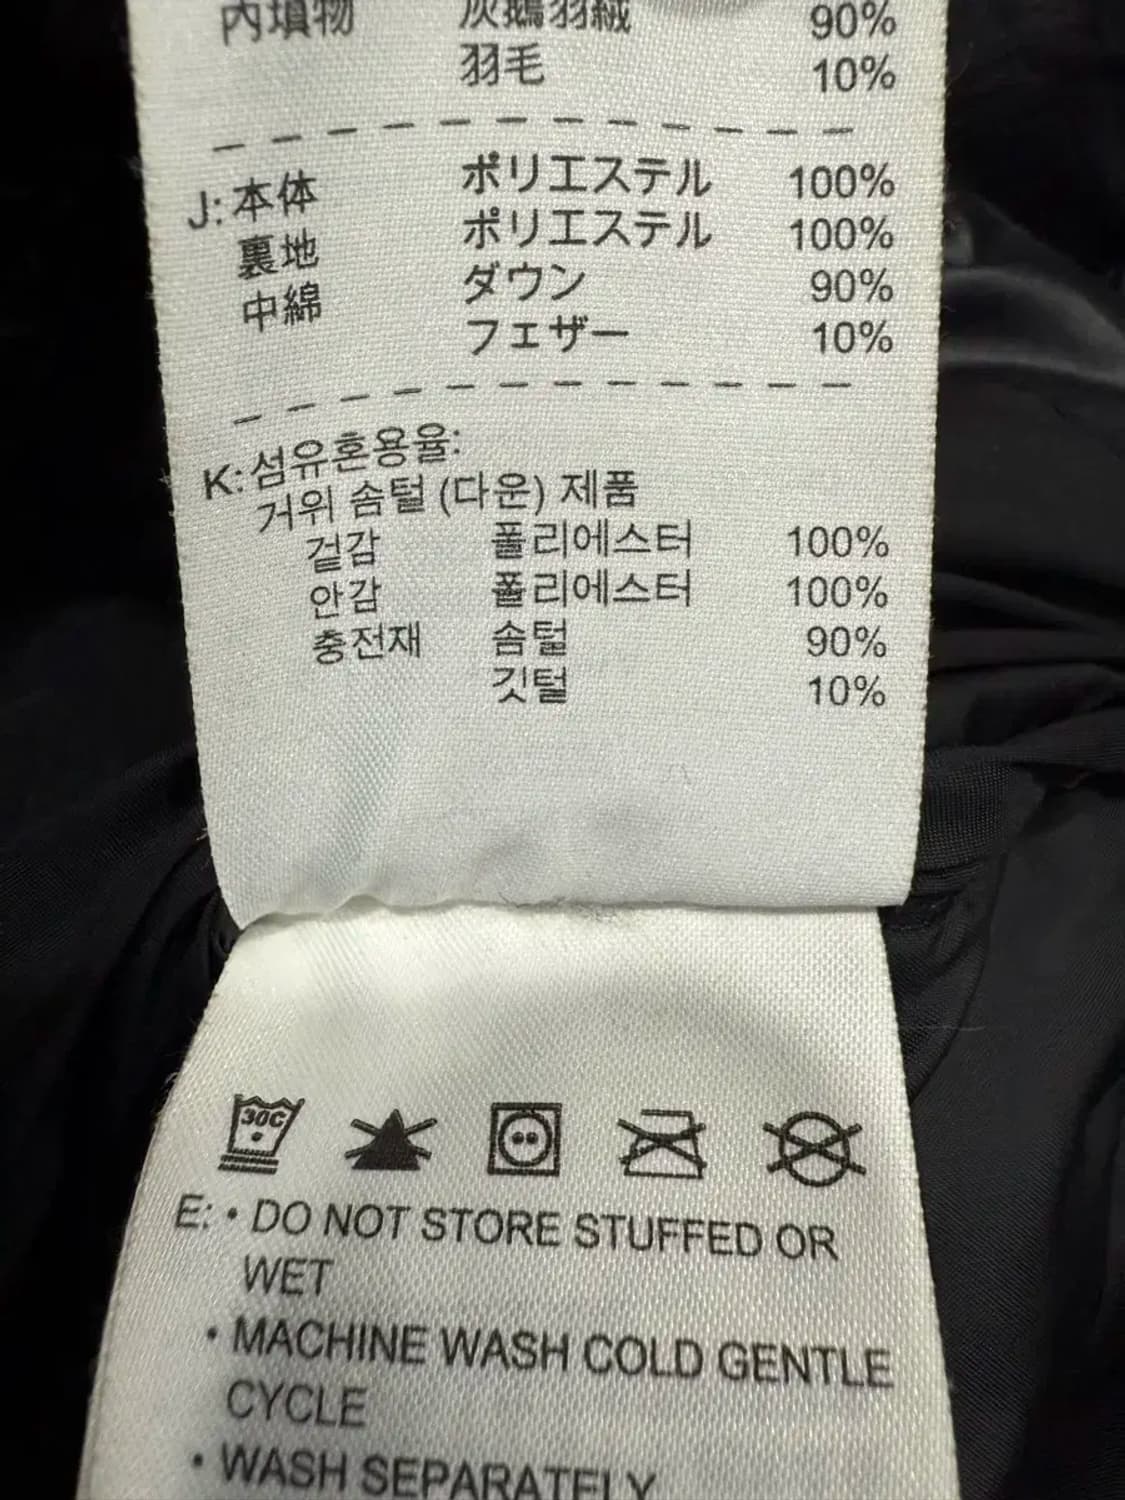 內填物 灰鵝羽絨 90%
羽毛 10%
J: 本体 ポリエステル 100%
裏地 ポリエステル 100%
中綿 ダウン 90%
フェザー 10%
K: 섬유혼용율:
거위 솜털 (다운) 제품
겉감 폴리에스터 100%
안감 폴리에스터 100%
충전재 솜털 90%
깃털 10%
30C
E: • DO NOT STORE STUFFED OR
WET
• MACHINE WASH COLD GENTLE
CYCLE
• WASH SEPARATELY